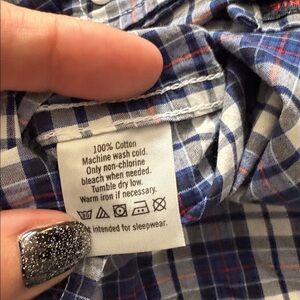 100% Cotton
Machine wash cold.
Only non-chlorine
bleach when needed.
Tumble dry low.
Warm iron if necessary.
intended for sleepwear.